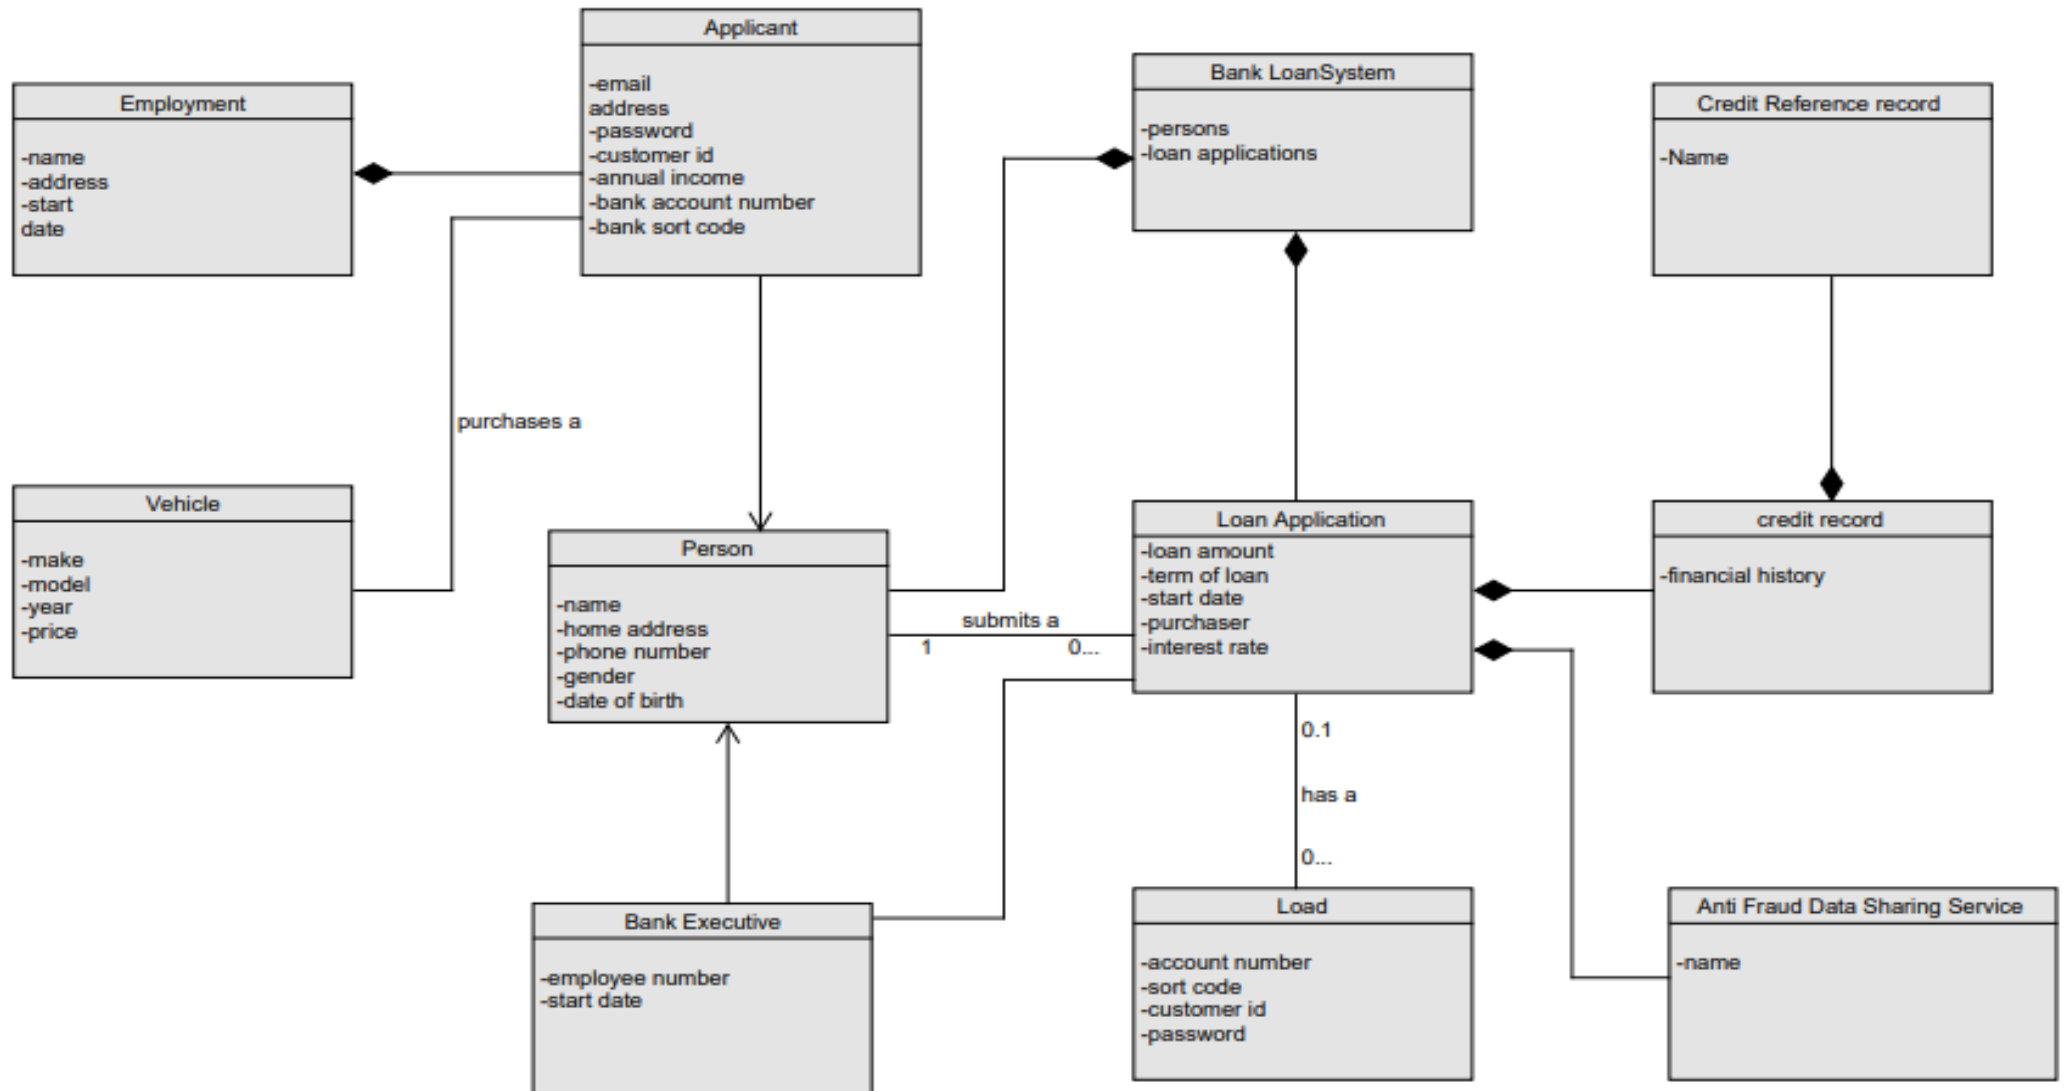 Applicant
-email
address
-password
-customer id
-annual income
-bank account number
-bank sort code
Employment
-name
-address
-start
date
Bank LoanSystem
-persons
-loan applications
Credit Reference record
-Name
purchases a
Vehicle
-make
-model
-year
-price
Person
-name
-home address
-phone number
-gender
-date of birth
submits a
1
0...
Loan Application
-loan amount
-term of loan
-start date
-purchaser
-interest rate
credit record
-financial history
0.1
has a
0...
Bank Executive
-employee number
-start date
Load
-account number
-sort code
-customer id
-password
Anti Fraud Data Sharing Service
-name